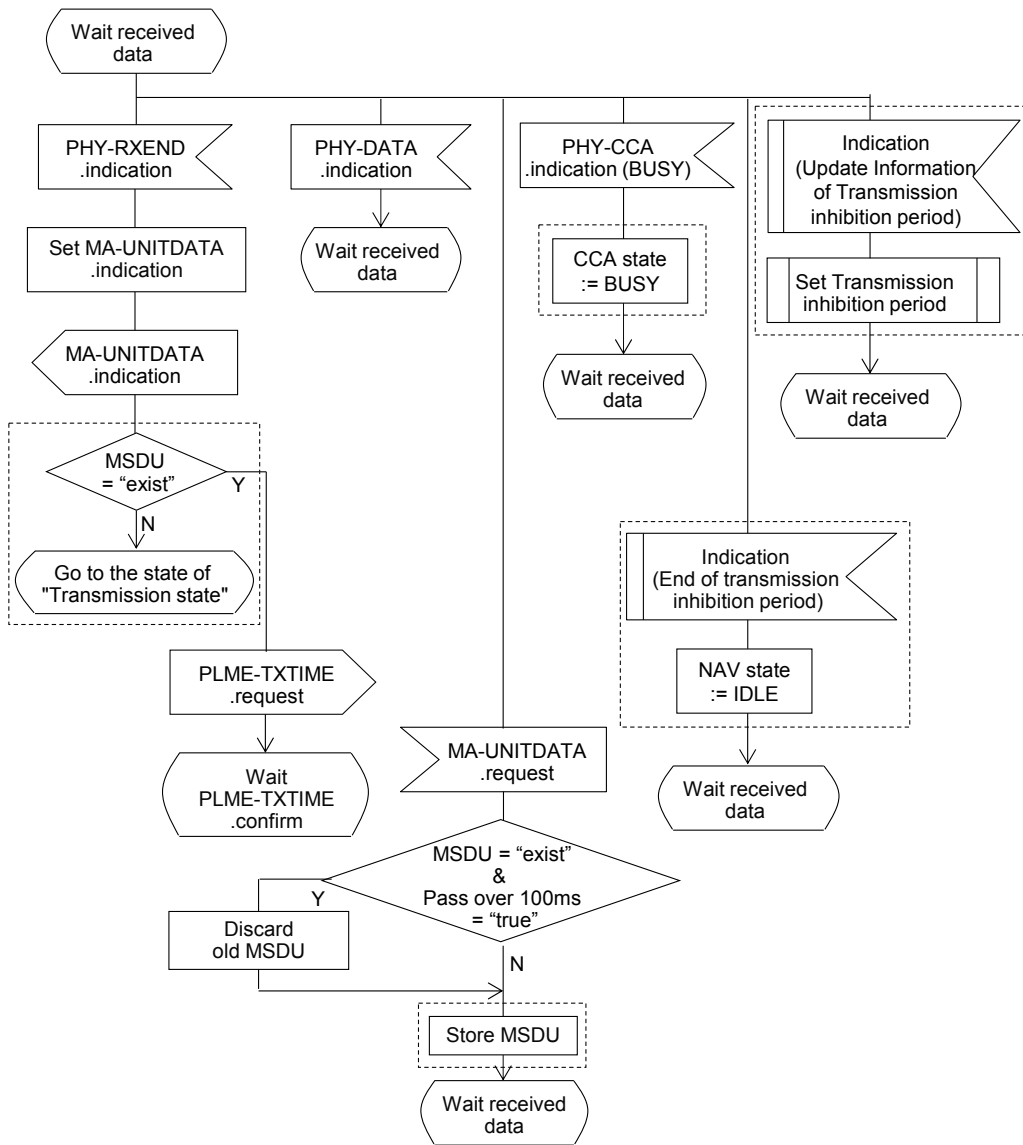 Wait received
data
PHY-RXEND
.indication
PHY-DATA
.indication
PHY-CCA
.indication (BUSY)
Indication
(Update Information
of Transmission
inhibition period)
Set MA-UNITDATA
.indication
Wait received
data
CCA state
:= BUSY
Set Transmission
inhibition period
MA-UNITDATA
.indication
Wait received
data
Wait received
data
MSDU
= “exist”
Y
N
Go to the state of
"Transmission state"
Indication
(End of transmission
inhibition period)
PLME-TXTIME
.request
NAV state
:= IDLE
Wait
PLME-TXTIME
.confirm
MA-UNITDATA
.request
Wait received
data
MSDU = “exist”
&
Pass over 100ms
= “true”
Y
Discard
old MSDU
N
Store MSDU
Wait received
data